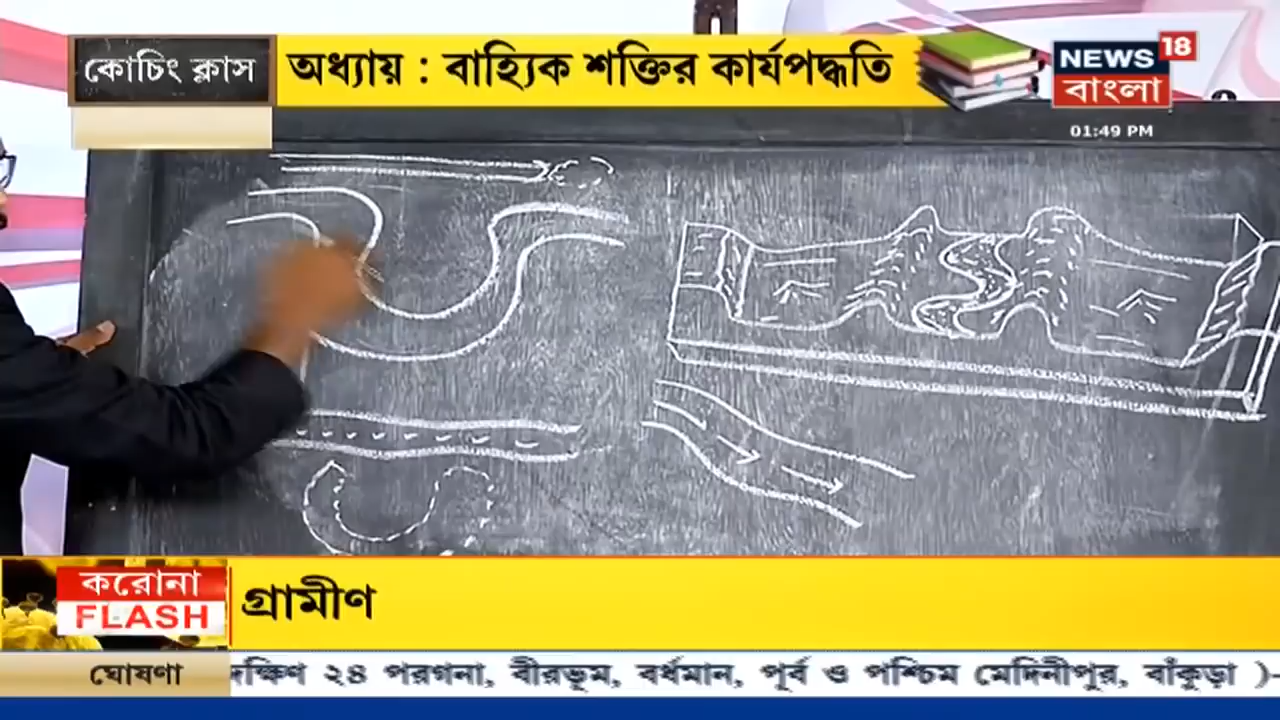 কোচিং ক্লাস
অধ্যায় : বাহ্যিক শক্তির কার্যপদ্ধতি
NEWS 18
বাংলা
01:49 PM
করোনা
FLASH
গ্রামীণ
ঘোষণা
দক্ষিণ ২৪ পরগনা, বীরভূম, বর্ধমান, পূর্ব ও পশ্চিম মেদিনীপুর, বাঁকুড়া )-